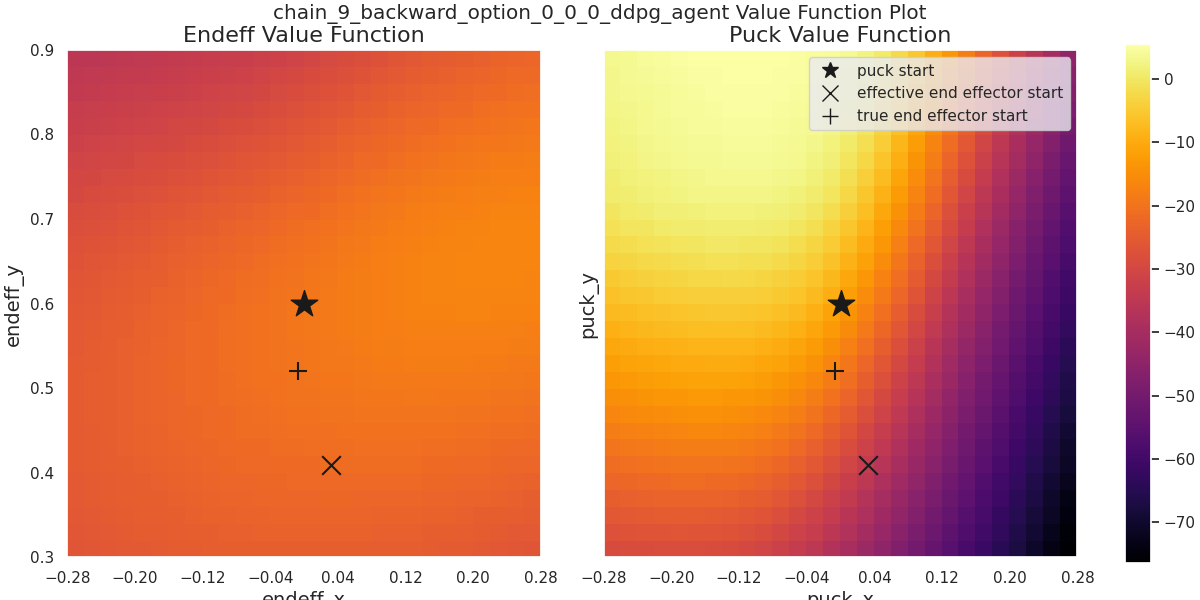 chain_9_backward_option_0_0_0_ddpg_agent Value Function Plot
Endeff Value Function
Puck Value Function
puck start
effective end effector start
true end effector start
endeff_y
0.9
0.8
0.7
0.6
0.5
0.4
0.3
−0.28 −0.20 −0.12 −0.04 0.04 0.12 0.20 0.28
endeff_x
puck_y
−0.28 −0.20 −0.12 −0.04 0.04 0.12 0.20 0.28
puck_x
0
−10
−20
−30
−40
−50
−60
−70